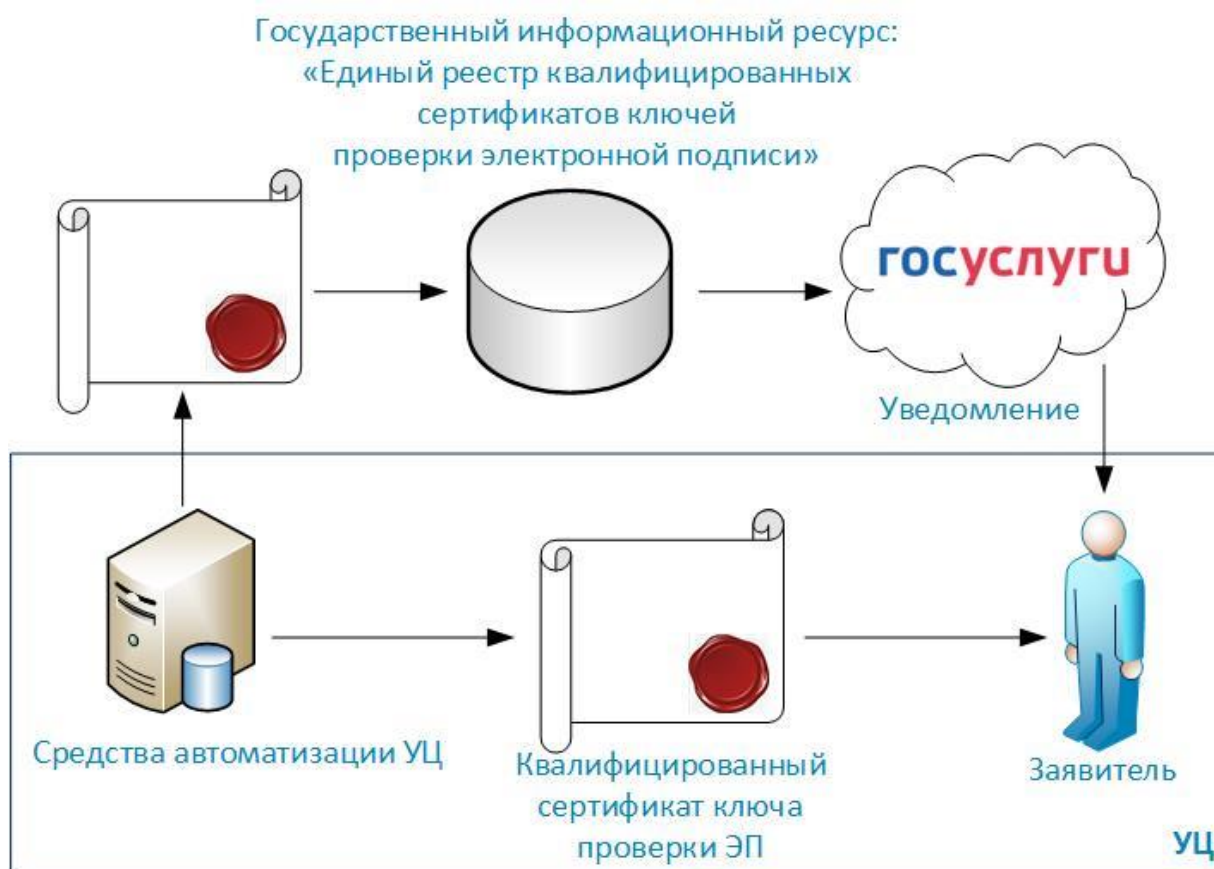 Государственный информационный ресурс:
«Единый реестр квалифицированных
сертификатов ключей
проверки электронной подписи»
госуслуги
Уведомление
Средства автоматизации УЦ
Квалифицированный
сертификат ключа
проверки ЭП
Заявитель
УЦ